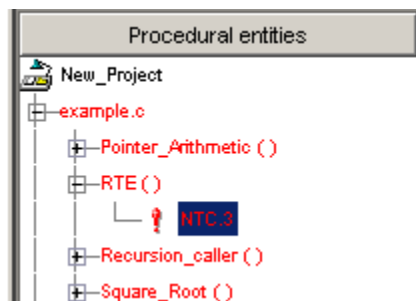 Procedural entities
New_Project
example.c
Pointer_Arithmetic ()
RTE ()
NTC.3
Recursion_caller ()
Square_Root ()